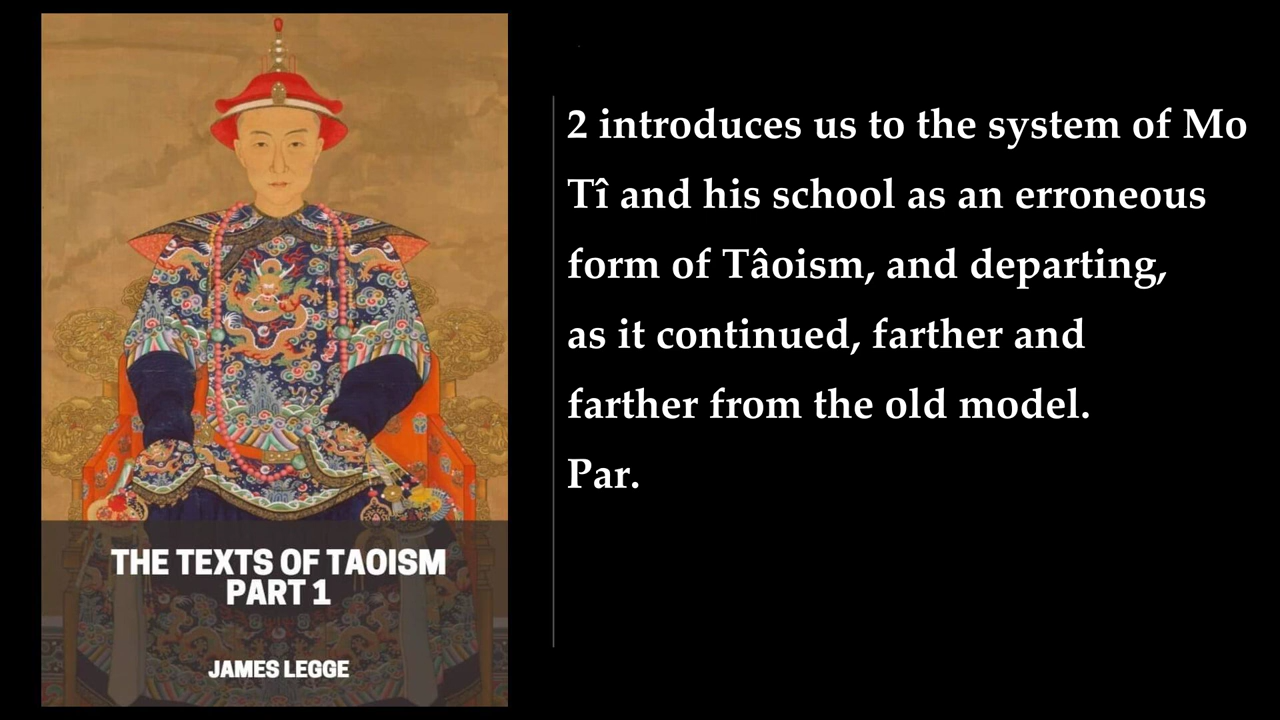 THE TEXTS OF TAOISM
PART 1
JAMES LEGGE
2 introduces us to the system of Mo
Tî and his school as an erroneous
form of Tâoism, and departing,
as it continued, farther and
farther from the old model.
Par.